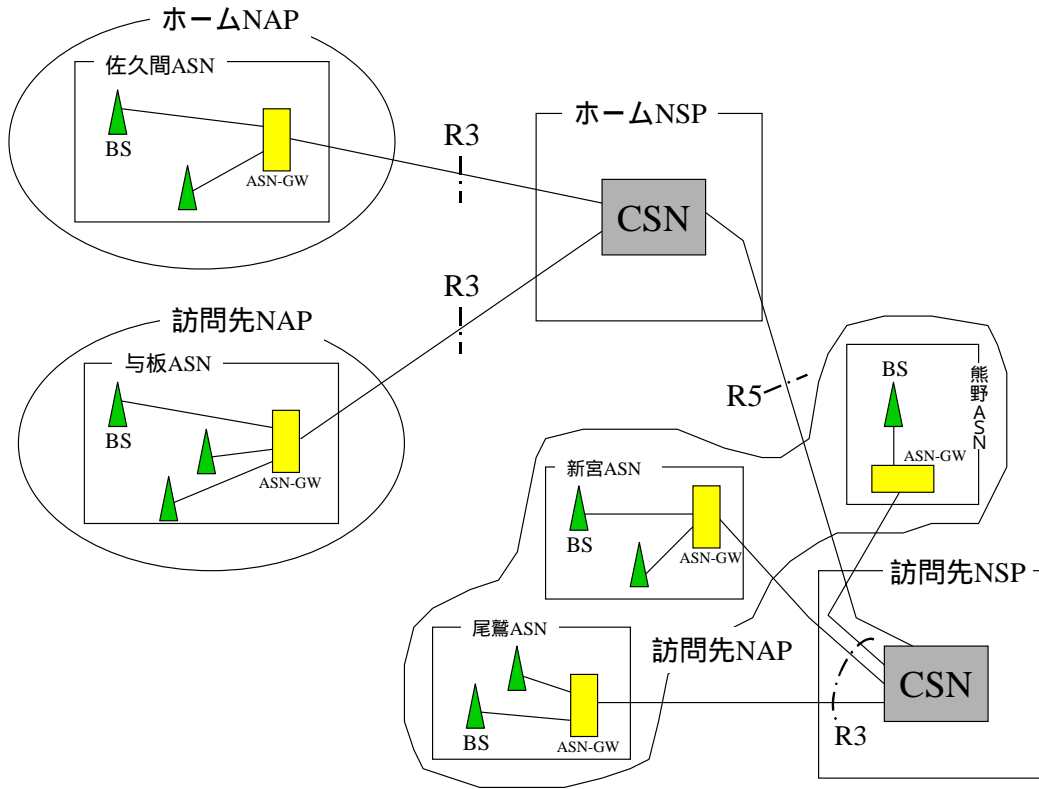 ホームNAP
佐久間ASN
BS
ASN-GW
R3
ホームNSP
CSN
R3
訪問先NAP
与板ASN
BS
ASN-GW
R5
BS
熊野ASN
ASN-GW
新宮ASN
BS
ASN-GW
訪問先NSP
尾鷲ASN
訪問先NAP
BS
ASN-GW
CSN
R3